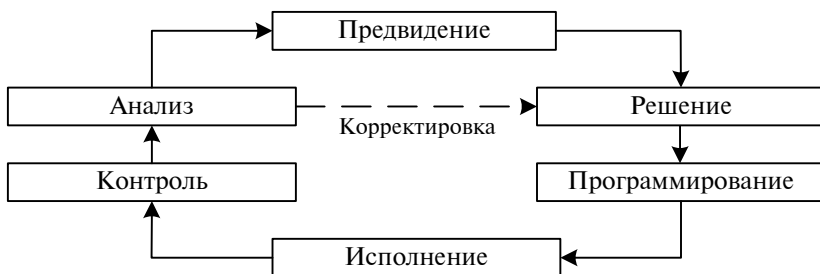 Предвидение
Анализ
Решение
Корректировка
Контроль
Программирование
Исполнение